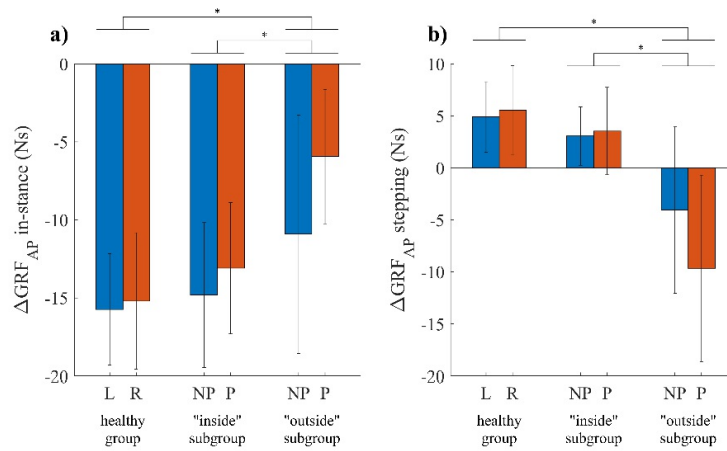 a)
*
*
0
-5
-10
-15
-20
ΔGRF_AP in-stance (Ns)
L R NP P NP P
healthy group
"inside" subgroup
"outside" subgroup
b)
*
*
10
5
0
-5
-10
-15
-20
ΔGRF_AP stepping (Ns)
L R NP P NP P
healthy group
"inside" subgroup
"outside" subgroup